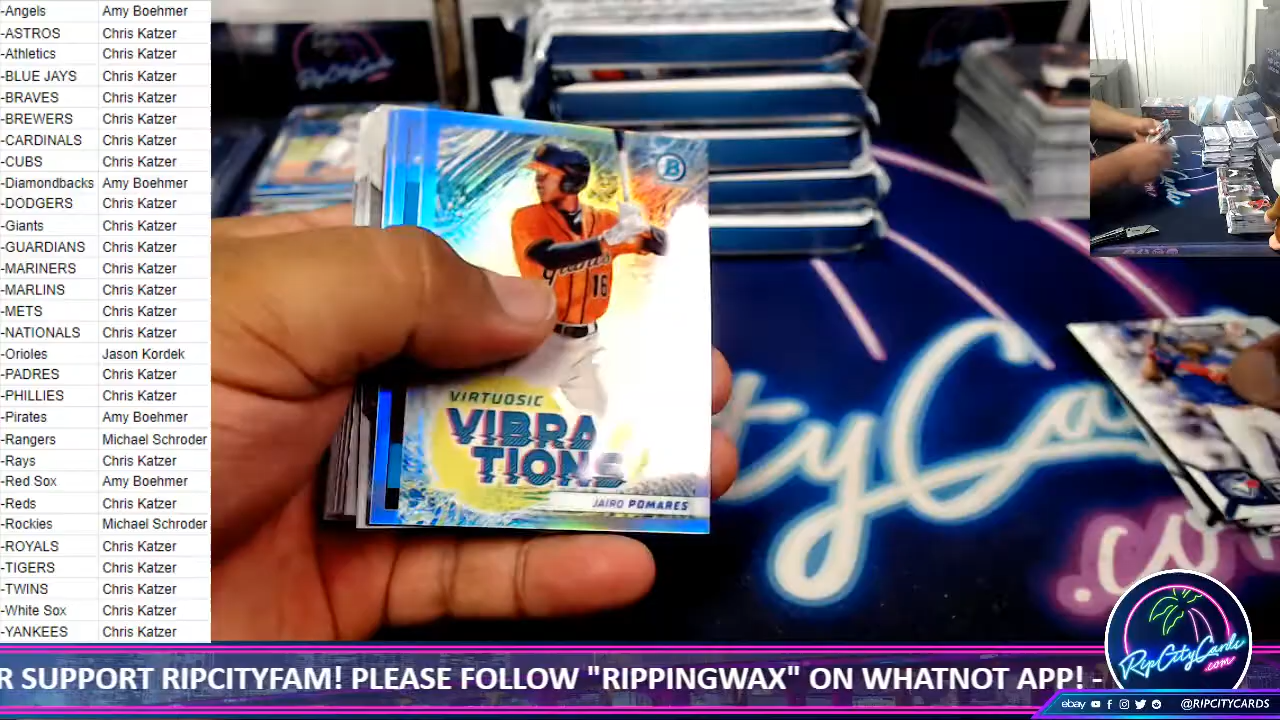 -Angels Amy Boehmer
-ASTROS Chris Katzer
-Athletics Chris Katzer
-BLUE JAYS Chris Katzer
-BRAVES Chris Katzer
-BREWERS Chris Katzer
-CARDINALS Chris Katzer
-CUBS Chris Katzer
-Diamondbacks Amy Boehmer
-DODGERS Chris Katzer
-Giants Chris Katzer
-GUARDIANS Chris Katzer
-MARINERS Chris Katzer
-MARLINS Chris Katzer
-METS Chris Katzer
-NATIONALS Chris Katzer
-Orioles Jason Kordek
-PADRES Chris Katzer
-PHILLIES Chris Katzer
-Pirates Amy Boehmer
-Rangers Michael Schroder
-Rays Chris Katzer
-Red Sox Amy Boehmer
-Reds Chris Katzer
-Rockies Michael Schroder
-ROYALS Chris Katzer
-TIGERS Chris Katzer
-TWINS Chris Katzer
-White Sox Chris Katzer
-YANKEES Chris Katzer
B
Giants
16
VIRTUOSIC
VIBRA
TIONS
JAIRO POMARES
RipCityCards
R SUPPORT RIPCITYFAM! PLEASE FOLLOW "RIPPINGWAX" ON WHATNOT APP! -
RipCityCards
.com
ebay @RIPCITYCARDS